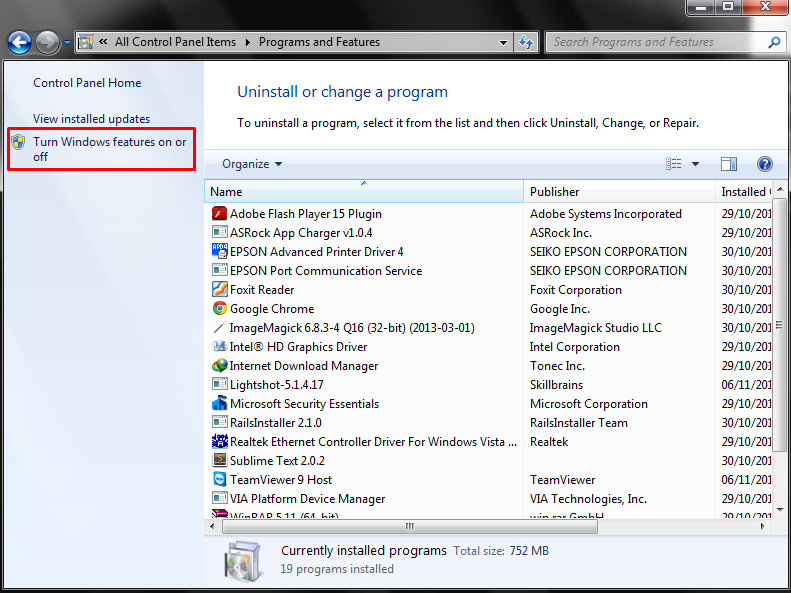 « All Control Panel Items Programs and Features
Search Programs and Features
Control Panel Home
View installed updates
Turn Windows features on or
off
Uninstall or change a program
To uninstall a program, select it from the list and then click Uninstall, Change, or Repair.
Organize
Name Publisher Installed
Adobe Flash Player 15 Plugin Adobe Systems Incorporated 29/10/201
ASRock App Charger v1.0.4 ASRock Inc. 29/10/201
EPSON Advanced Printer Driver 4 SEIKO EPSON CORPORATION 30/10/201
EPSON Port Communication Service SEIKO EPSON CORPORATION 30/10/201
Foxit Reader Foxit Corporation 30/10/201
Google Chrome Google Inc. 30/10/201
ImageMagick 6.8.3-4 Q16 (32-bit) (2013-03-01) ImageMagick Studio LLC 30/10/201
Intel® HD Graphics Driver Intel Corporation 29/10/201
Internet Download Manager Tonec Inc. 29/10/201
Lightshot-5.1.4.17 Skillbrains 06/11/201
Microsoft Security Essentials Microsoft Corporation 29/10/201
RailsInstaller 2.1.0 RailsInstaller Team 29/10/201
Realtek Ethernet Controller Driver For Windows Vista ... Realtek 29/10/201
Sublime Text 2.0.2 30/10/201
TeamViewer 9 Host TeamViewer 06/11/201
VIA Platform Device Manager VIA Technologies, Inc. 29/10/201
WinRAR 5.11 (64-bit) win.rar GmbH 29/10/201
Currently installed programs Total size: 752 MB
19 programs installed